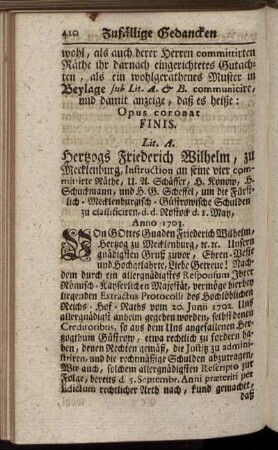 410 Zufällige Gedancken
wohl, als auch derer Herren committirten
Räthe ihr darnach eingerichtetes Gutach-
ten, als ein wohlgerathenes Muster in
Beylage sub Lit. A. & B. communicirt,
und damit anzeige, daß es heiße:
Opus coronat
FINIS.
Lit. A.
Hertzogs Friederich Wilhelm, zu
Mecklenburg, Instruction an seine vier com-
mittirte Räthe, U. A. Schäffer, B. Konow, H.
Schuckmann, und H. G. Scheffel, um die Fürst-
lich-Mecklenburgisch-Güstrowische Schulden
zu classificiren, d. d. Rostock d. 1. May,
Anno 1703.
Von GOttes Gnaden Friederich Wilhelm,
Hertzog zu Mecklenburg, ic. ic. Unsern
gnädigsten Gruß zuvor, Ehren-Veste
und Hochgelahrte, Liebe Getreue! Nach-
dem durch ein allergnädigstes Responsum Ihrer
Römisch-Kayserlichen Majestät, vermöge hierbey
liegenden Extractus Protocolli des Hochlöblichen
Reichs-Hof-Raths vom 20. Junii 1702. Uns
allergnädigst anheim gegeben worden, selbst denen
Creditoribus, so aus dem Uns angefallenen Her-
zogthum Güstrow, etwa rechtlich zu fordern ha-
ben, denen Rechten gemäß, die Justitz zu admini-
striren, und die rechtmäßige Schulden abzutragen;
Wir auch, solchem allergnädigsten Rescripto zur
Folge, bereits d. 5. Septembr. Anni præteriti per
Edictum rechtlicher Arth nach, kund gemachet,
daß